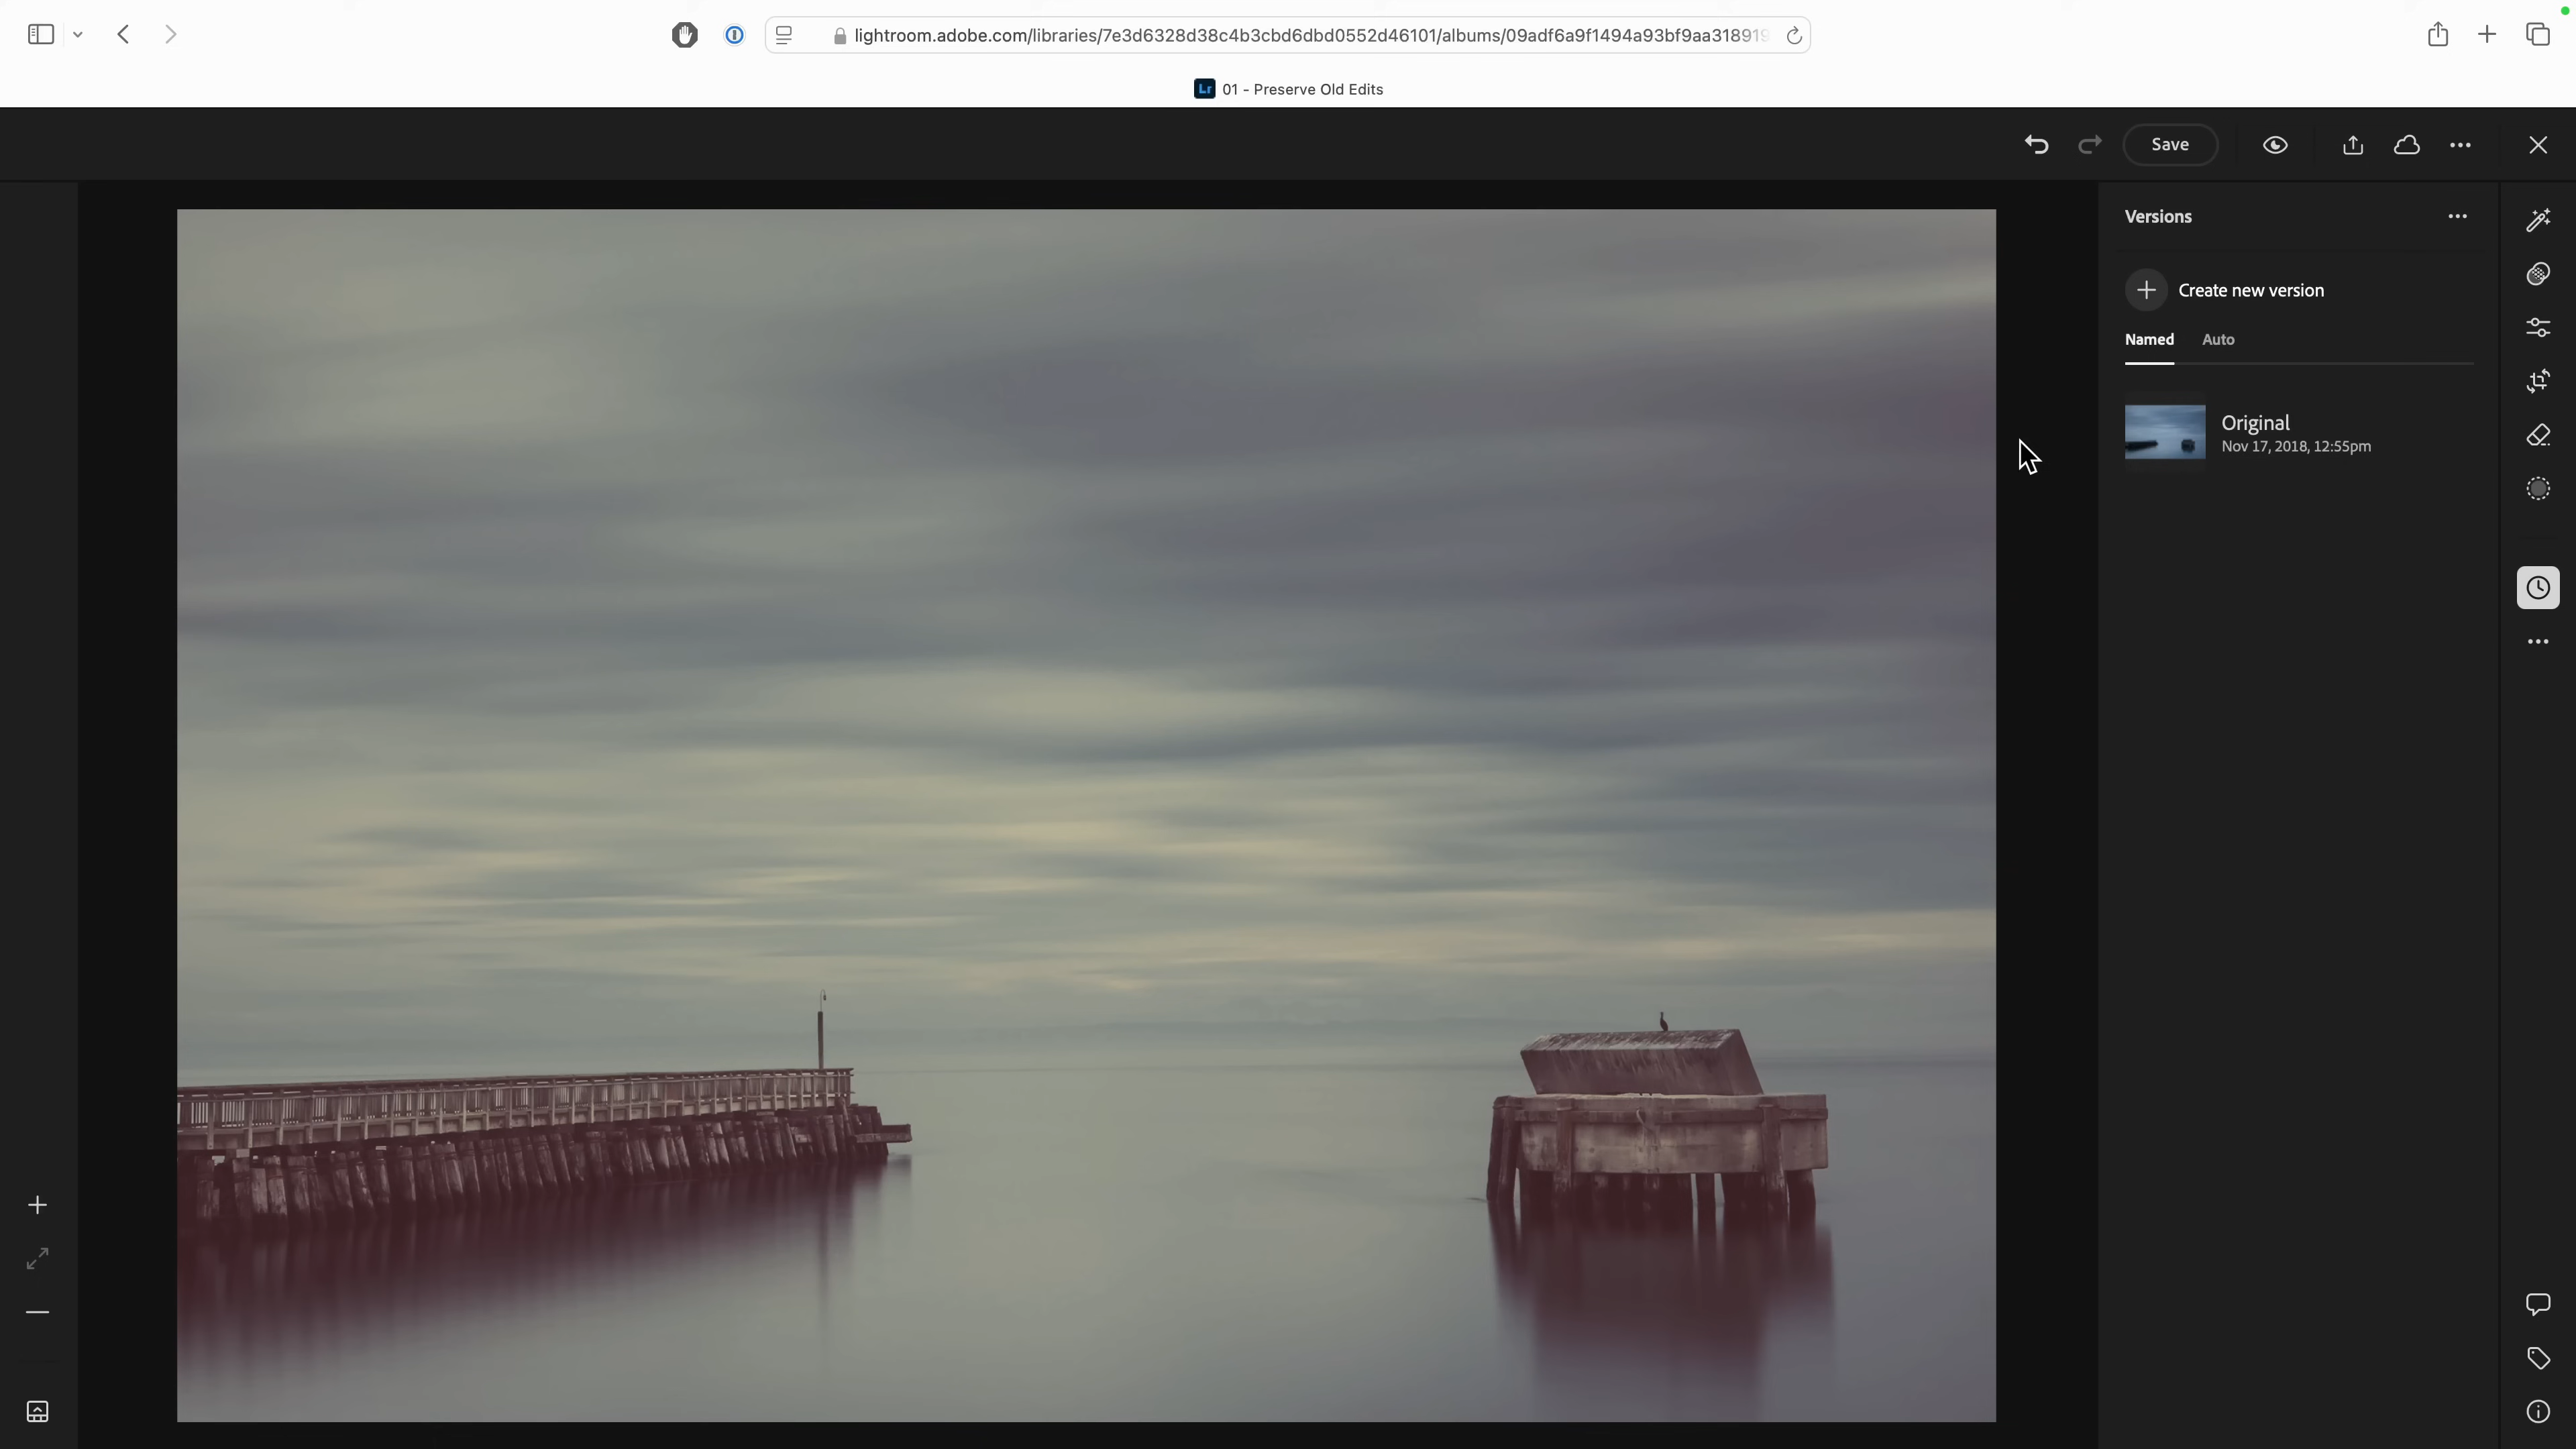 lightroom.adobe.com/libraries/7e3d6328d38c4b3cbd6dbd0552d46101/albums/09adf6a9f1494a93bf9aa318919
Lr 01 - Preserve Old Edits
Save
Versions
Create new version
Named Auto
Original
Nov 17, 2018, 12:55pm